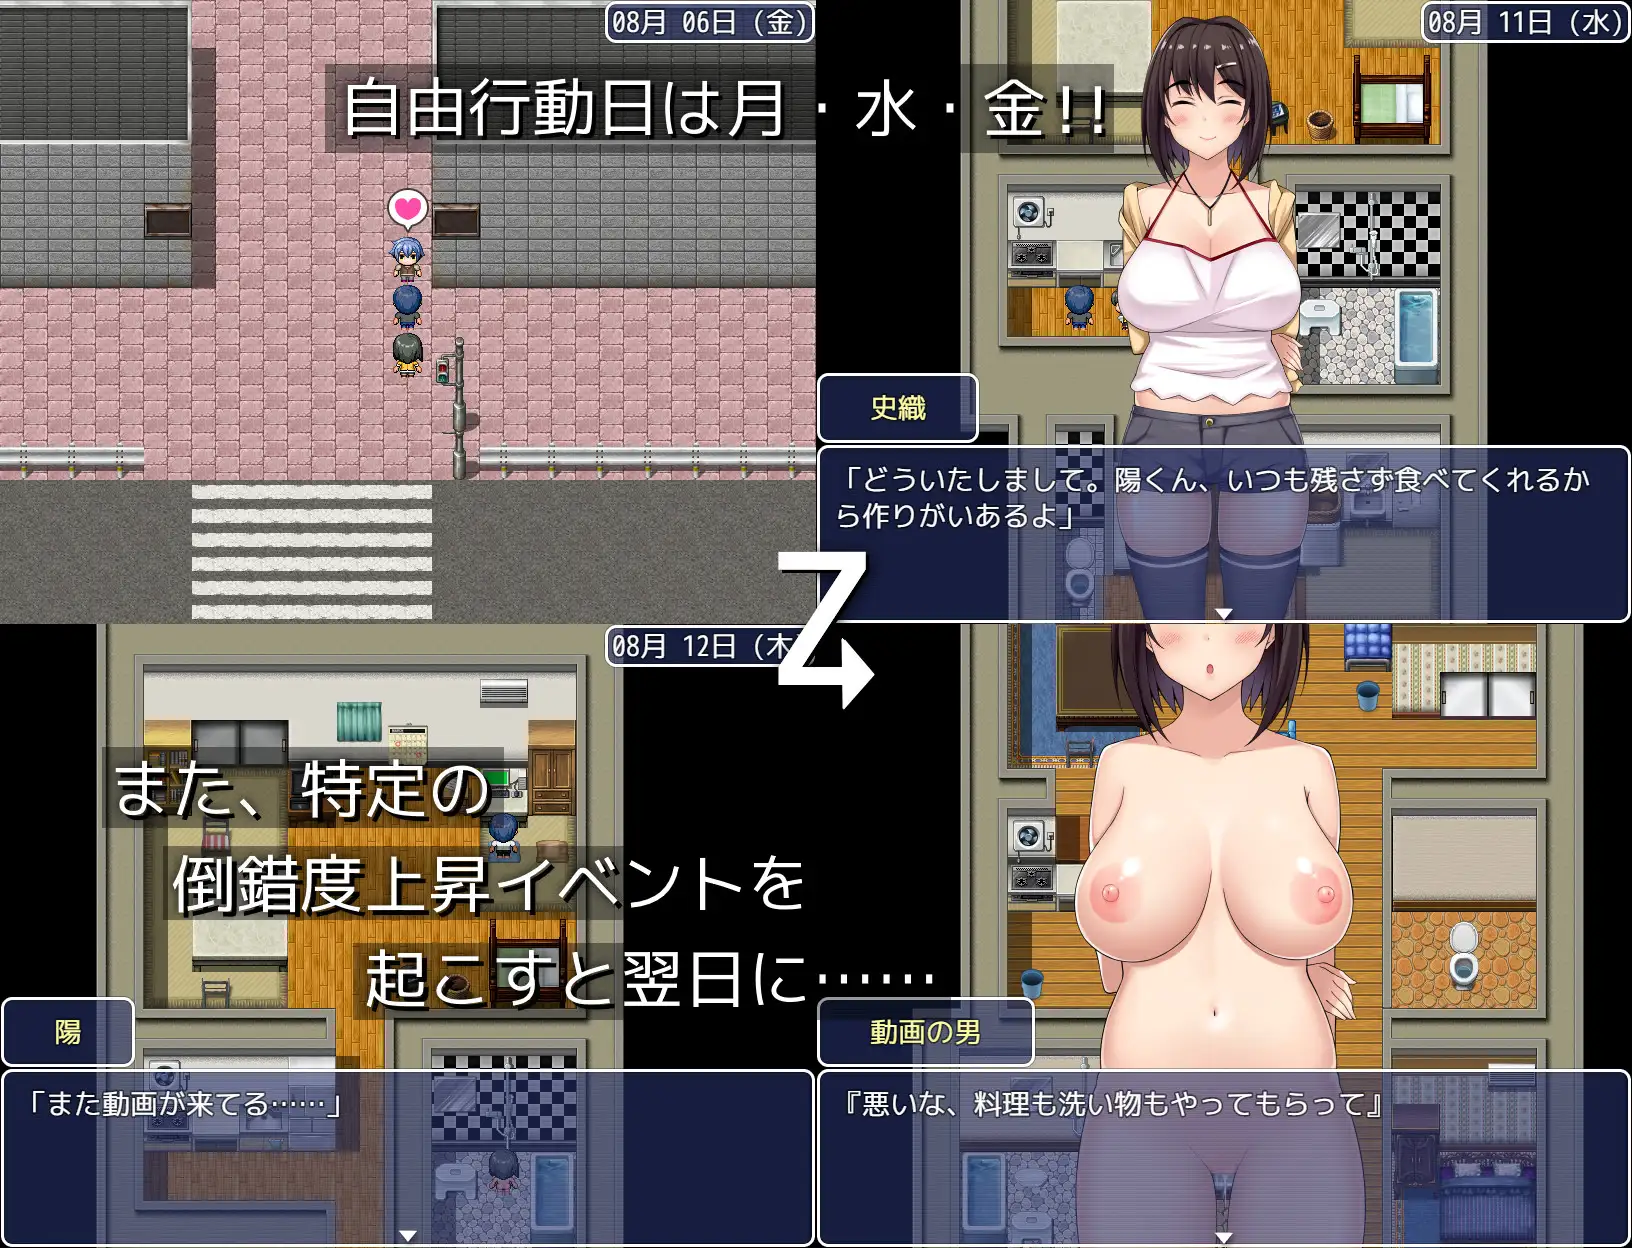 08月 06日 (金)
08月 11日 (水)
自由行動日は月・水・金!!
史織
「どういたしまして。陽くん、いつも残さず食べてくれるか
ら作りがいあるよ」
08月 12日 (木
また、特定の
倒錯度上昇イベントを
起こすと翌日に……
陽
「また動画が来てる……」
動画の男
『悪いな、料理も洗い物もやってもらって』